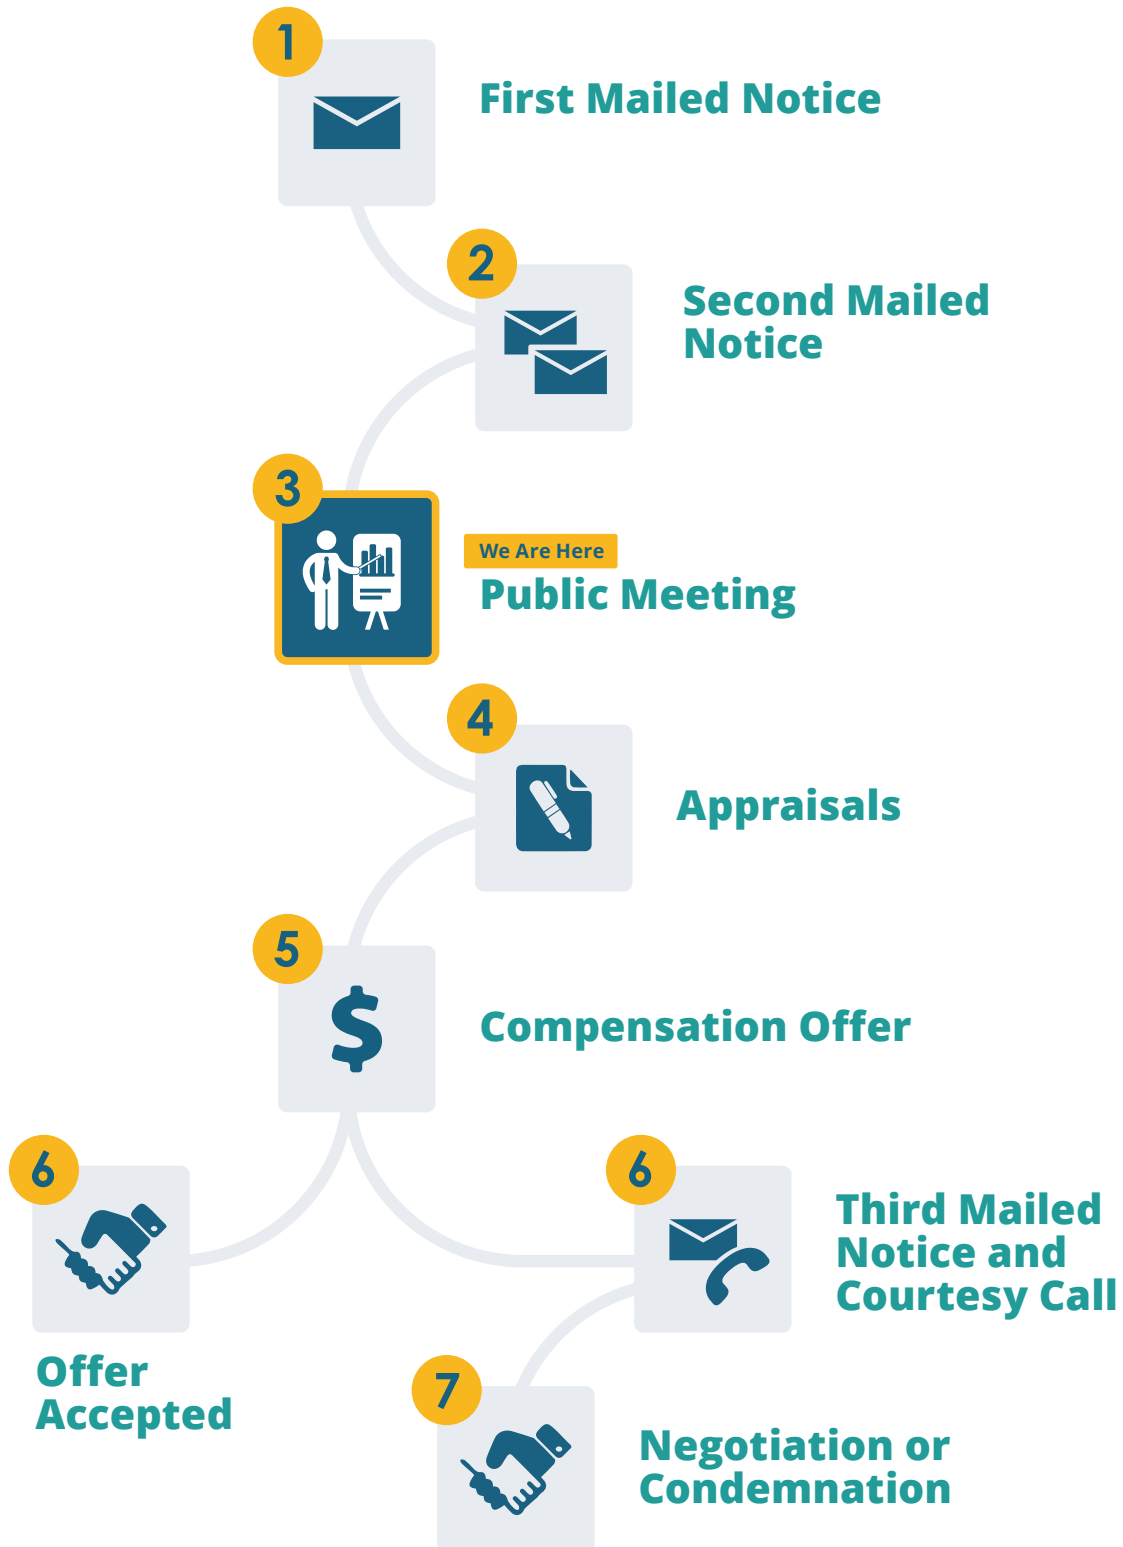 1
First Mailed Notice
2
Second Mailed
Notice
3
We Are Here
Public Meeting
4
Appraisals
5
$
Compensation Offer
6
Offer
Accepted
6
Third Mailed
Notice and
Courtesy Call
7
Negotiation or
Condemnation